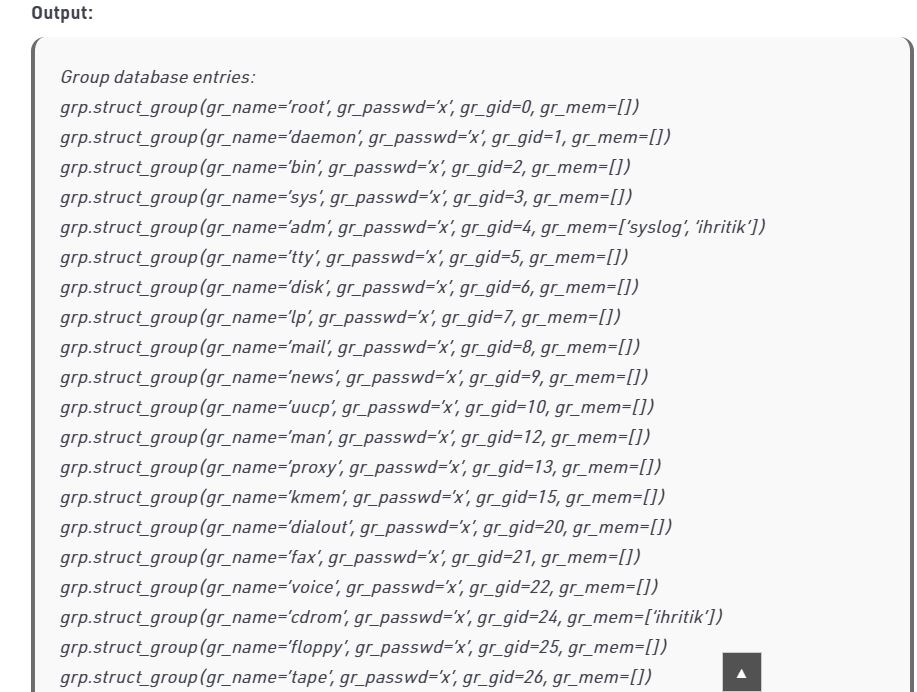 Output:
Group database entries:
grp.struct_group(gr_name=’root’, gr_passwd=’x’, gr_gid=0, gr_mem=[])
grp.struct_group(gr_name=’daemon’, gr_passwd=’x’, gr_gid=1, gr_mem=[])
grp.struct_group(gr_name=’bin’, gr_passwd=’x’, gr_gid=2, gr_mem=[])
grp.struct_group(gr_name=’sys’, gr_passwd=’x’, gr_gid=3, gr_mem=[])
grp.struct_group(gr_name=’adm’, gr_passwd=’x’, gr_gid=4, gr_mem=[‘syslog’, ‘ihritik’])
grp.struct_group(gr_name=’tty’, gr_passwd=’x’, gr_gid=5, gr_mem=[])
grp.struct_group(gr_name=’disk’, gr_passwd=’x’, gr_gid=6, gr_mem=[])
grp.struct_group(gr_name=’lp’, gr_passwd=’x’, gr_gid=7, gr_mem=[])
grp.struct_group(gr_name=’mail’, gr_passwd=’x’, gr_gid=8, gr_mem=[])
grp.struct_group(gr_name=’news’, gr_passwd=’x’, gr_gid=9, gr_mem=[])
grp.struct_group(gr_name=’uucp’, gr_passwd=’x’, gr_gid=10, gr_mem=[])
grp.struct_group(gr_name=’man’, gr_passwd=’x’, gr_gid=12, gr_mem=[])
grp.struct_group(gr_name=’proxy’, gr_passwd=’x’, gr_gid=13, gr_mem=[])
grp.struct_group(gr_name=’kmem’, gr_passwd=’x’, gr_gid=15, gr_mem=[])
grp.struct_group(gr_name=’dialout’, gr_passwd=’x’, gr_gid=20, gr_mem=[])
grp.struct_group(gr_name=’fax’, gr_passwd=’x’, gr_gid=21, gr_mem=[])
grp.struct_group(gr_name=’voice’, gr_passwd=’x’, gr_gid=22, gr_mem=[])
grp.struct_group(gr_name=’cdrom’, gr_passwd=’x’, gr_gid=24, gr_mem=[‘ihritik’])
grp.struct_group(gr_name=’floppy’, gr_passwd=’x’, gr_gid=25, gr_mem=[])
grp.struct_group(gr_name=’tape’, gr_passwd=’x’, gr_gid=26, gr_mem=[])